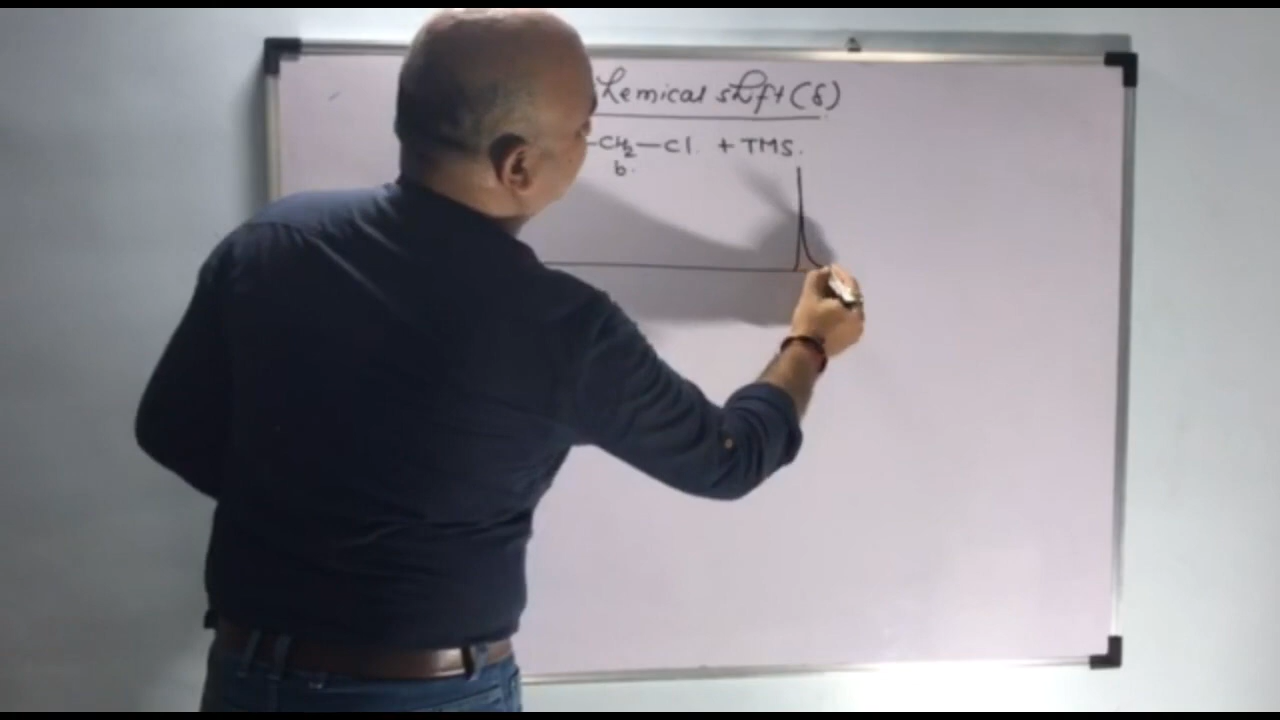 hemical shift (δ)
-CH₂-Cl. + TMS.
b.